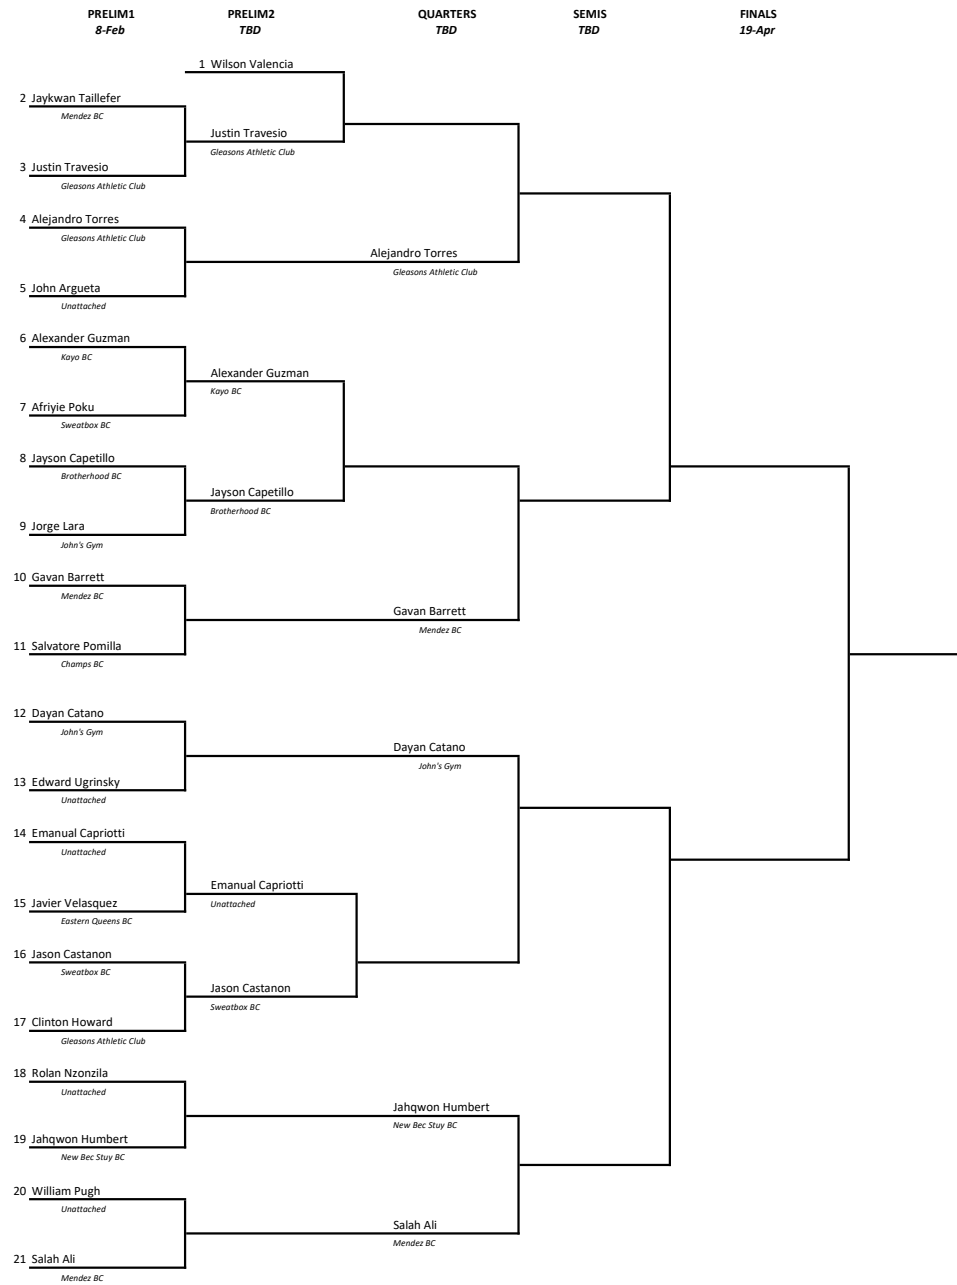 PRELIM1 PRELIM2 QUARTERS SEMIS FINALS
8-Feb TBD TBD TBD 19-Apr
1 Wilson Valencia
2 Jaykwan Taillefer
Mendez BC
Justin Travesio
Gleasons Athletic Club
3 Justin Travesio
Gleasons Athletic Club
4 Alejandro Torres
Gleasons Athletic Club
Alejandro Torres
Gleasons Athletic Club
5 John Argueta
Unattached
6 Alexander Guzman
Kayo BC
Alexander Guzman
Kayo BC
7 Afriyie Poku
Sweatbox BC
8 Jayson Capetillo
Brotherhood BC
Jayson Capetillo
Brotherhood BC
9 Jorge Lara
John's Gym
10 Gavan Barrett
Mendez BC
Gavan Barrett
Mendez BC
11 Salvatore Pomilla
Champs BC
12 Dayan Catano
John's Gym
Dayan Catano
John's Gym
13 Edward Ugrinsky
Unattached
14 Emanual Capriotti
Unattached
Emanual Capriotti
Unattached
15 Javier Velasquez
Eastern Queens BC
16 Jason Castanon
Sweatbox BC
Jason Castanon
Sweatbox BC
17 Clinton Howard
Gleasons Athletic Club
18 Rolan Nzonzila
Unattached
Jahqwon Humbert
New Bec Stuy BC
19 Jahqwon Humbert
New Bec Stuy BC
20 William Pugh
Unattached
Salah Ali
Mendez BC
21 Salah Ali
Mendez BC